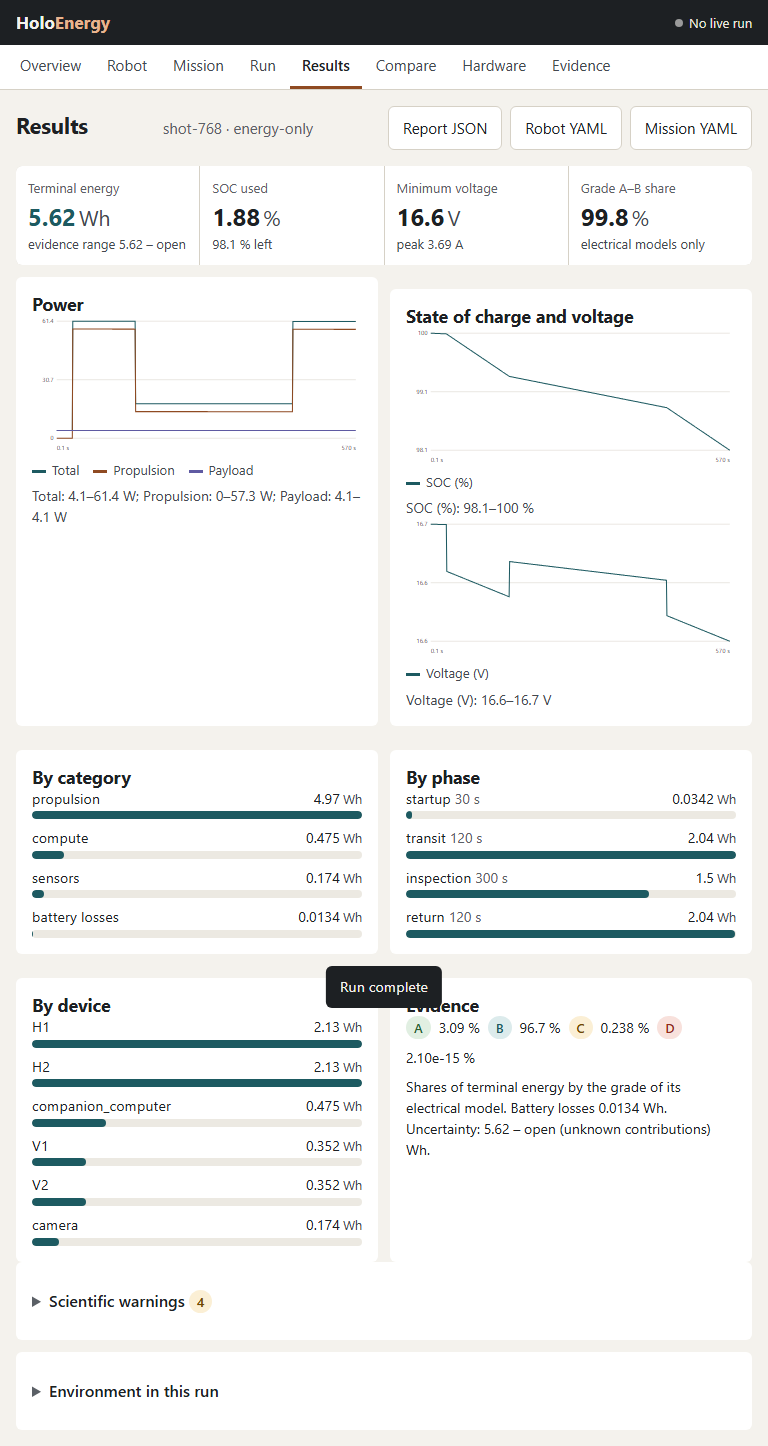 HoloEnergy
No live run
Overview Robot Mission Run Results Compare Hardware Evidence
Results
shot-768 · energy-only
Report JSON
Robot YAML
Mission YAML
Terminal energy
5.62 Wh
evidence range 5.62 – open
SOC used
1.88 %
98.1 % left
Minimum voltage
16.6 V
peak 3.69 A
Grade A–B share
99.8 %
electrical models only
Power
61.4
30.7
0
0.1 s
570 s
Total Propulsion Payload
Total: 4.1–61.4 W; Propulsion: 0–57.3 W; Payload: 4.1–
4.1 W
State of charge and voltage
100
99.1
98.1
0.1 s
570 s
SOC (%)
SOC (%): 98.1–100 %
16.7
16.6
16.6
0.1 s
570 s
Voltage (V)
Voltage (V): 16.6–16.7 V
By category
propulsion 4.97 Wh
compute 0.475 Wh
sensors 0.174 Wh
battery losses 0.0134 Wh
By phase
startup 30 s 0.0342 Wh
transit 120 s 2.04 Wh
inspection 300 s 1.5 Wh
return 120 s 2.04 Wh
Run complete
By device
H1 2.13 Wh
H2 2.13 Wh
companion_computer 0.475 Wh
V1 0.352 Wh
V2 0.352 Wh
camera 0.174 Wh
Evidence
A 3.09 % B 96.7 % C 0.238 % D
2.10e-15 %
Shares of terminal energy by the grade of its
electrical model. Battery losses 0.0134 Wh.
Uncertainty: 5.62 – open (unknown contributions)
Wh.
Scientific warnings 4
Environment in this run